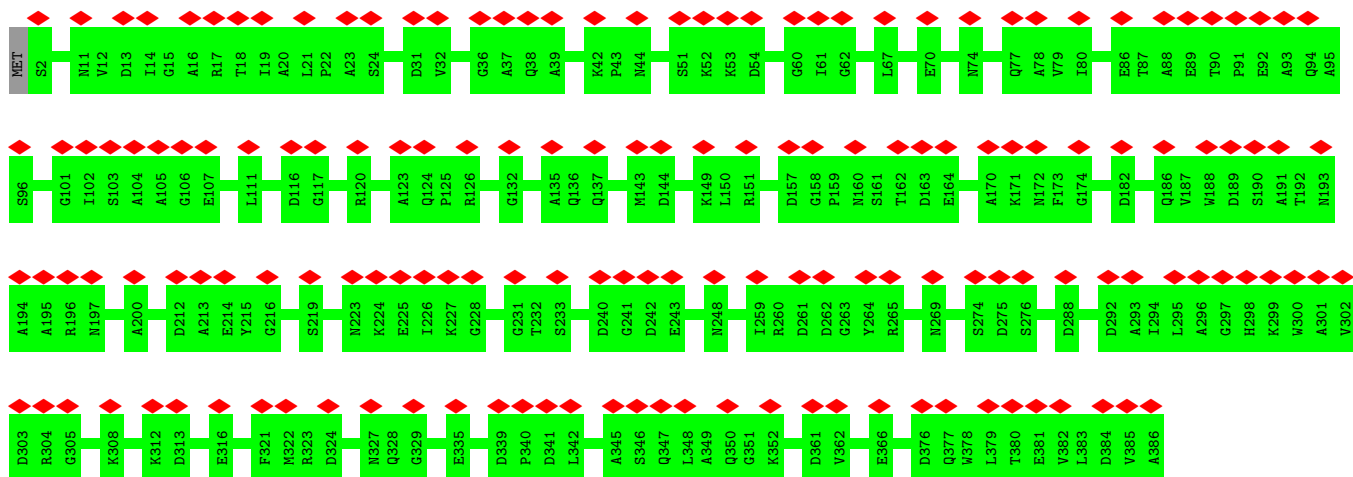 MET S2 N11 V12 D13 I14 G15 A16 R17 T18 I19 A20 L21 P22 A23 S24 D31 V32 G36 A37 Q38 A39 K42 P43 N44 S51 K52 K53 D54 G60 I61 G62 L67 E70 N74 Q77 A78 V79 I80 E86 T87 A88 E89 T90 P91 E92 A93 Q94 A95
S96 G101 I102 S103 A104 A105 G106 E107 L111 D116 G117 R120 A123 Q124 P125 R126 G132 A135 Q136 Q137 M143 D144 K149 L150 R151 D157 G158 P159 N160 S161 T162 D163 E164 A170 K171 N172 F173 G174 D182 Q186 V187 W188 D189 S190 A191 T192 N193
A194 A195 R196 N197 A200 D212 A213 E214 Y215 G216 S219 N223 K224 E225 I226 K227 G228 G231 T232 S233 D240 G241 D242 E243 N248 I259 R260 D261 D262 G263 Y264 R265 N269 S274 D275 S276 D288 D292 A293 I294 L295 A296 G297 H298 K299 W300 A301 V302
D303 R304 G305 K308 K312 D313 E316 F321 M322 R323 D324 N327 Q328 G329 E335 D339 P340 D341 L342 A345 S346 Q347 L348 A349 Q350 G351 K352 D361 V362 E366 D376 Q377 W378 L379 T380 E381 V382 L383 D384 V385 A386